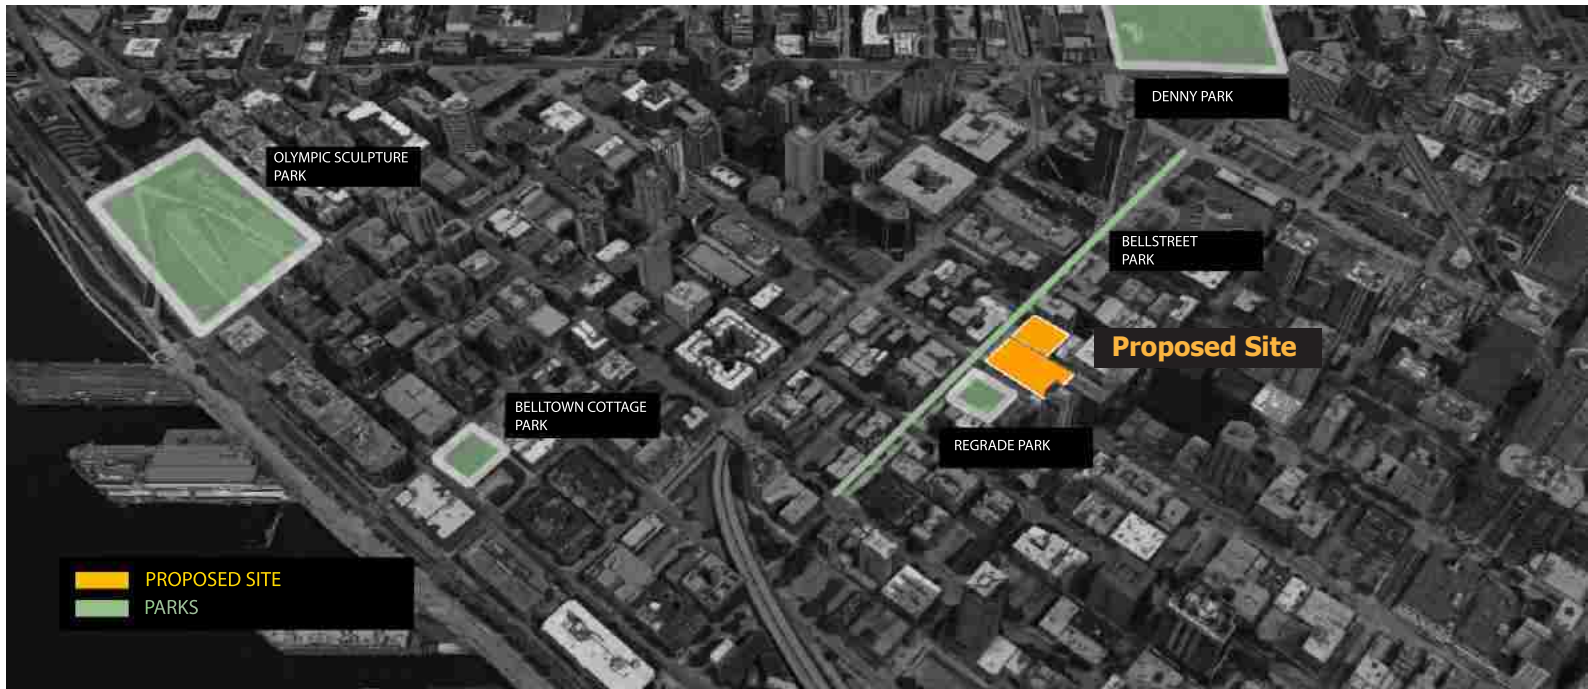 DENNY PARK
OLYMPIC SCULPTURE
PARK
BELLSTREET
PARK
Proposed Site
BELLTOWN COTTAGE
PARK
REGRADE PARK
PROPOSED SITE
PARKS